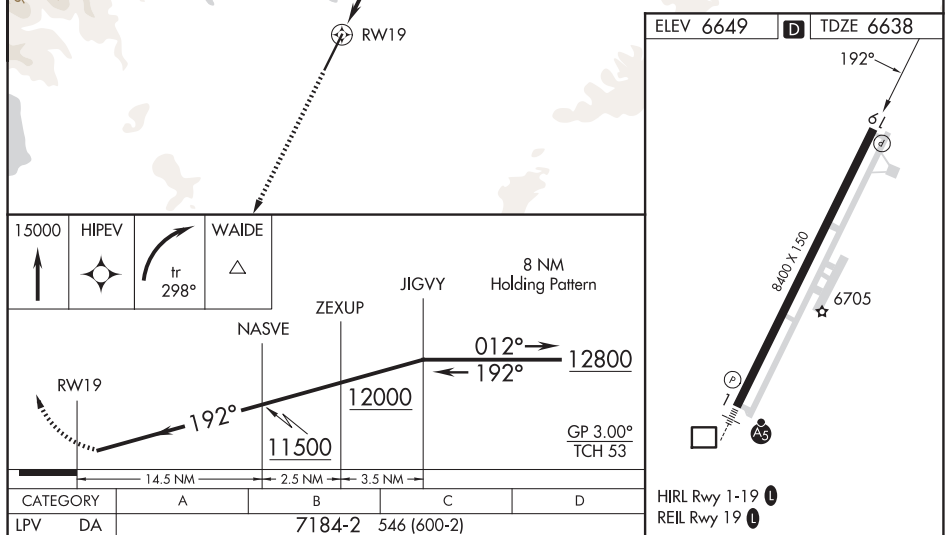 RW19
15000
HIPEV
tr
298°
WAIDE
8 NM
Holding Pattern
JIGVY
ZEXUP
NASVE
RW19
012°
192°
12800
12000
192°
11500
GP 3.00°
TCH 53
14.5 NM
2.5 NM
3.5 NM
CATEGORY A B C D
LPV DA 7184-2 546 (600-2)
ELEV 6649 D TDZE 6638
192°
19
P
8400 X 150
6705
P
1
A5
HIRL Rwy 1-19 L
REIL Rwy 19 L